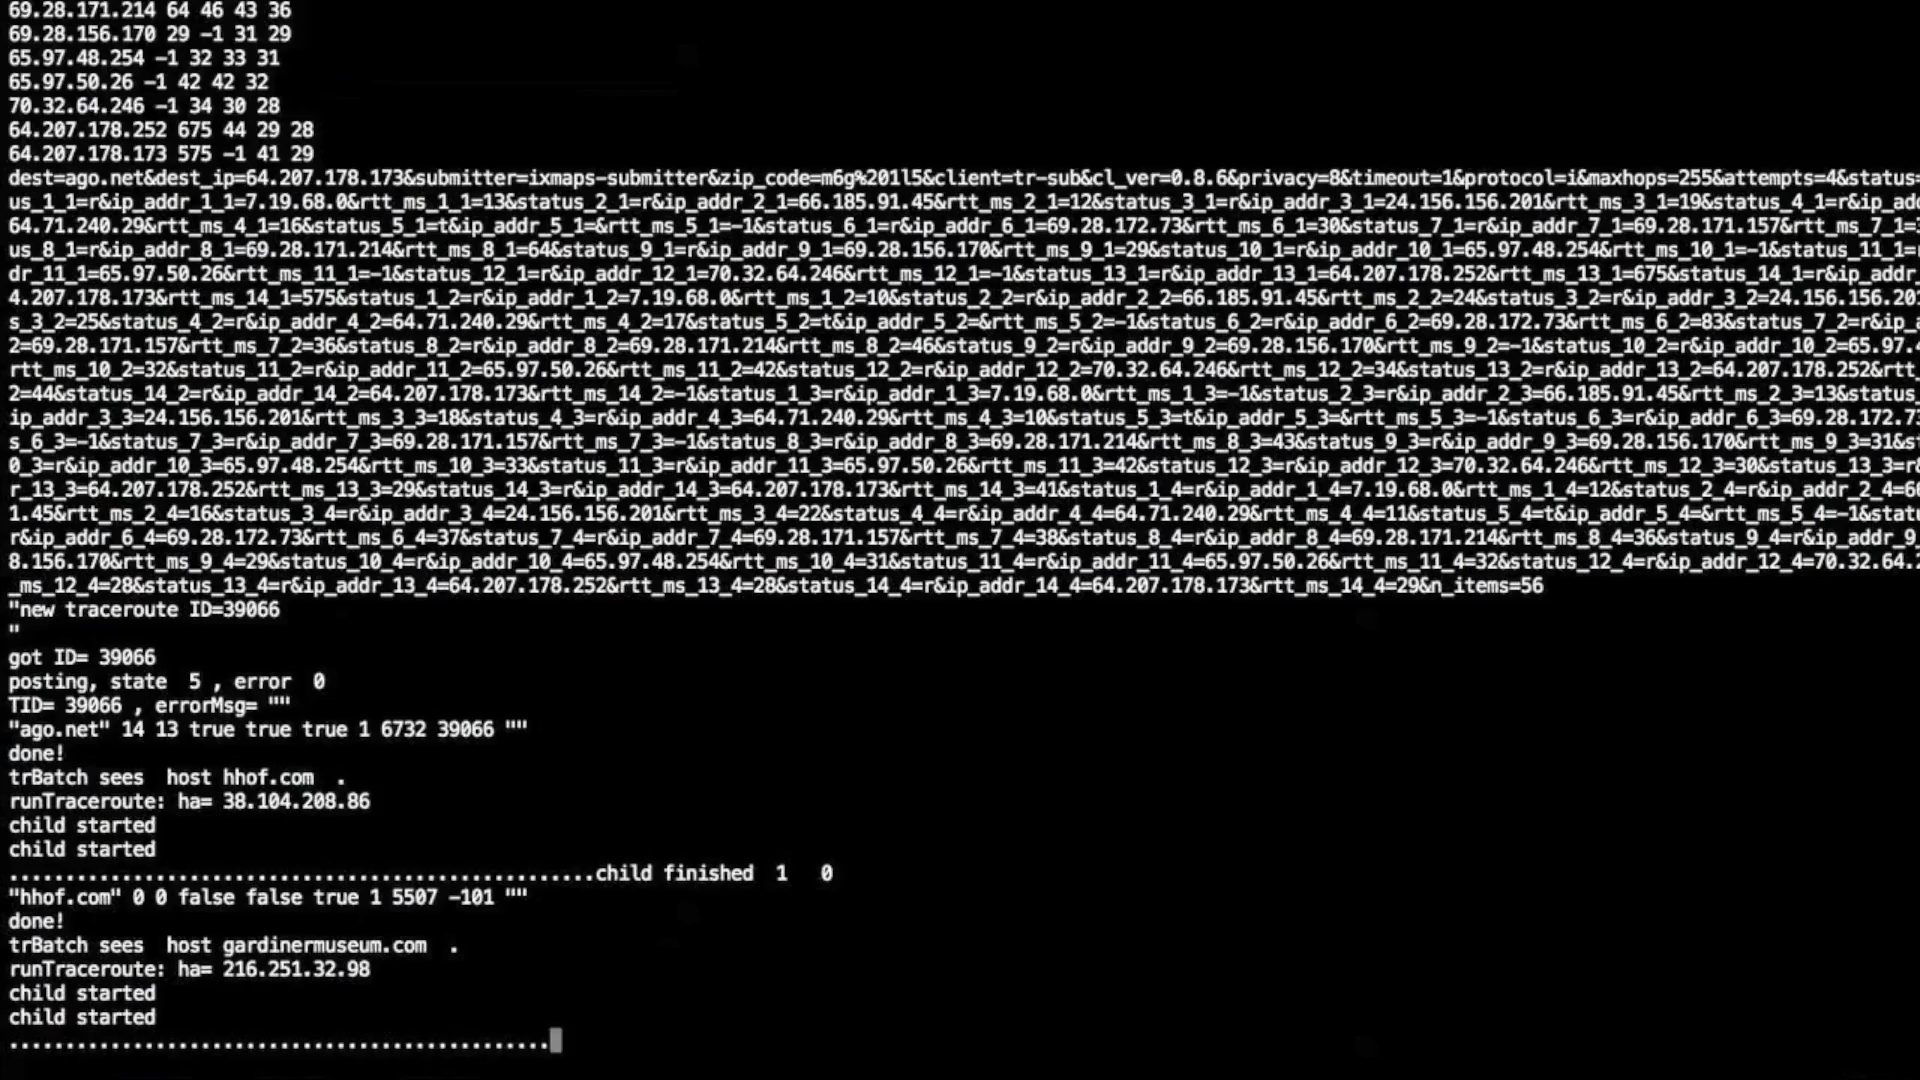 69.28.171.214 64 46 43 36
69.28.156.170 29 -1 31 29
65.97.48.254 -1 32 33 31
65.97.50.26 -1 42 42 32
70.32.64.246 -1 34 30 28
64.207.178.252 675 44 29 28
64.207.178.173 575 -1 41 29
dest=ago.net&dest_ip=64.207.178.173&submitter=ixmaps-submitter&zip_code=m6g%201l5&client=tr-sub&cl_ver=0.8.6&privacy=8&timeout=1&protocol=i&maxhops=255&attempts=4&status=
us_1_1=r&ip_addr_1_1=7.19.68.0&rtt_ms_1_1=13&status_2_1=r&ip_addr_2_1=66.185.91.45&rtt_ms_2_1=12&status_3_1=r&ip_addr_3_1=24.156.156.201&rtt_ms_3_1=19&status_4_1=r&ip_ad
64.71.240.29&rtt_ms_4_1=16&status_5_1=t&ip_addr_5_1=&rtt_ms_5_1=-1&status_6_1=r&ip_addr_6_1=69.28.172.73&rtt_ms_6_1=30&status_7_1=r&ip_addr_7_1=69.28.171.157&rtt_ms_7_1=
us_8_1=r&ip_addr_8_1=69.28.171.214&rtt_ms_8_1=64&status_9_1=r&ip_addr_9_1=69.28.156.170&rtt_ms_9_1=29&status_10_1=r&ip_addr_10_1=65.97.48.254&rtt_ms_10_1=-1&status_11_1=
dr_11_1=65.97.50.26&rtt_ms_11_1=-1&status_12_1=r&ip_addr_12_1=70.32.64.246&rtt_ms_12_1=-1&status_13_1=r&ip_addr_13_1=64.207.178.252&rtt_ms_13_1=675&status_14_1=r&ip_addr_
4.207.178.173&rtt_ms_14_1=575&status_1_2=r&ip_addr_1_2=7.19.68.0&rtt_ms_1_2=10&status_2_2=r&ip_addr_2_2=66.185.91.45&rtt_ms_2_2=24&status_3_2=r&ip_addr_3_2=24.156.156.201
s_3_2=25&status_4_2=r&ip_addr_4_2=64.71.240.29&rtt_ms_4_2=17&status_5_2=t&ip_addr_5_2=&rtt_ms_5_2=-1&status_6_2=r&ip_addr_6_2=69.28.172.73&rtt_ms_6_2=83&status_7_2=r&ip_a
2=69.28.171.157&rtt_ms_7_2=36&status_8_2=r&ip_addr_8_2=69.28.171.214&rtt_ms_8_2=46&status_9_2=r&ip_addr_9_2=69.28.156.170&rtt_ms_9_2=-1&status_10_2=r&ip_addr_10_2=65.97.4
rtt_ms_10_2=32&status_11_2=r&ip_addr_11_2=65.97.50.26&rtt_ms_11_2=42&status_12_2=r&ip_addr_12_2=70.32.64.246&rtt_ms_12_2=34&status_13_2=r&ip_addr_13_2=64.207.178.252&rtt_
2=44&status_14_2=r&ip_addr_14_2=64.207.178.173&rtt_ms_14_2=-1&status_1_3=r&ip_addr_1_3=7.19.68.0&rtt_ms_1_3=-1&status_2_3=r&ip_addr_2_3=66.185.91.45&rtt_ms_2_3=13&status_
ip_addr_3_3=24.156.156.201&rtt_ms_3_3=18&status_4_3=r&ip_addr_4_3=64.71.240.29&rtt_ms_4_3=10&status_5_3=t&ip_addr_5_3=&rtt_ms_5_3=-1&status_6_3=r&ip_addr_6_3=69.28.172.73
s_6_3=-1&status_7_3=r&ip_addr_7_3=69.28.171.157&rtt_ms_7_3=-1&status_8_3=r&ip_addr_8_3=69.28.171.214&rtt_ms_8_3=43&status_9_3=r&ip_addr_9_3=69.28.156.170&rtt_ms_9_3=31&s
0_3=r&ip_addr_10_3=65.97.48.254&rtt_ms_10_3=33&status_11_3=r&ip_addr_11_3=65.97.50.26&rtt_ms_11_3=42&status_12_3=r&ip_addr_12_3=70.32.64.246&rtt_ms_12_3=30&status_13_3=r&
r_13_3=64.207.178.252&rtt_ms_13_3=29&status_14_3=r&ip_addr_14_3=64.207.178.173&rtt_ms_14_3=41&status_1_4=r&ip_addr_1_4=7.19.68.0&rtt_ms_1_4=12&status_2_4=r&ip_addr_2_4=66
1.45&rtt_ms_2_4=16&status_3_4=r&ip_addr_3_4=24.156.156.201&rtt_ms_3_4=22&status_4_4=r&ip_addr_4_4=64.71.240.29&rtt_ms_4_4=11&status_5_4=t&ip_addr_5_4=&rtt_ms_5_4=-1&statu
r&ip_addr_6_4=69.28.172.73&rtt_ms_6_4=37&status_7_4=r&ip_addr_7_4=69.28.171.157&rtt_ms_7_4=38&status_8_4=r&ip_addr_8_4=69.28.171.214&rtt_ms_8_4=36&status_9_4=r&ip_addr_9_
8.156.170&rtt_ms_9_4=29&status_10_4=r&ip_addr_10_4=65.97.48.254&rtt_ms_10_4=31&status_11_4=r&ip_addr_11_4=65.97.50.26&rtt_ms_11_4=32&status_12_4=r&ip_addr_12_4=70.32.64.2
_ms_12_4=28&status_13_4=r&ip_addr_13_4=64.207.178.252&rtt_ms_13_4=28&status_14_4=r&ip_addr_14_4=64.207.178.173&rtt_ms_14_4=29&n_items=56
"new traceroute ID=39066
"
got ID= 39066
posting, state  5 , error  0
TID= 39066 , errorMsg= ""
"ago.net" 14 13 true true true 1 6732 39066 ""
done!
trBatch sees  host hhof.com  .
runTraceroute: ha= 38.104.208.86
child started
child started
....................................................child finished  1   0
"hhof.com" 0 0 false false true 1 5507 -101 ""
done!
trBatch sees  host gardinermuseum.com  .
runTraceroute: ha= 216.251.32.98
child started
child started
................................................